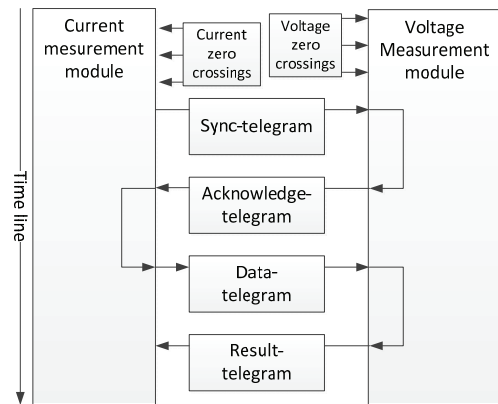 Current
mesurement
module
Current
zero
crossings
Voltage
zero
crossings
Voltage
Measurement
module
Sync-telegram
Acknowledge-
telegram
Time line
Data-
telegram
Result-
telegram